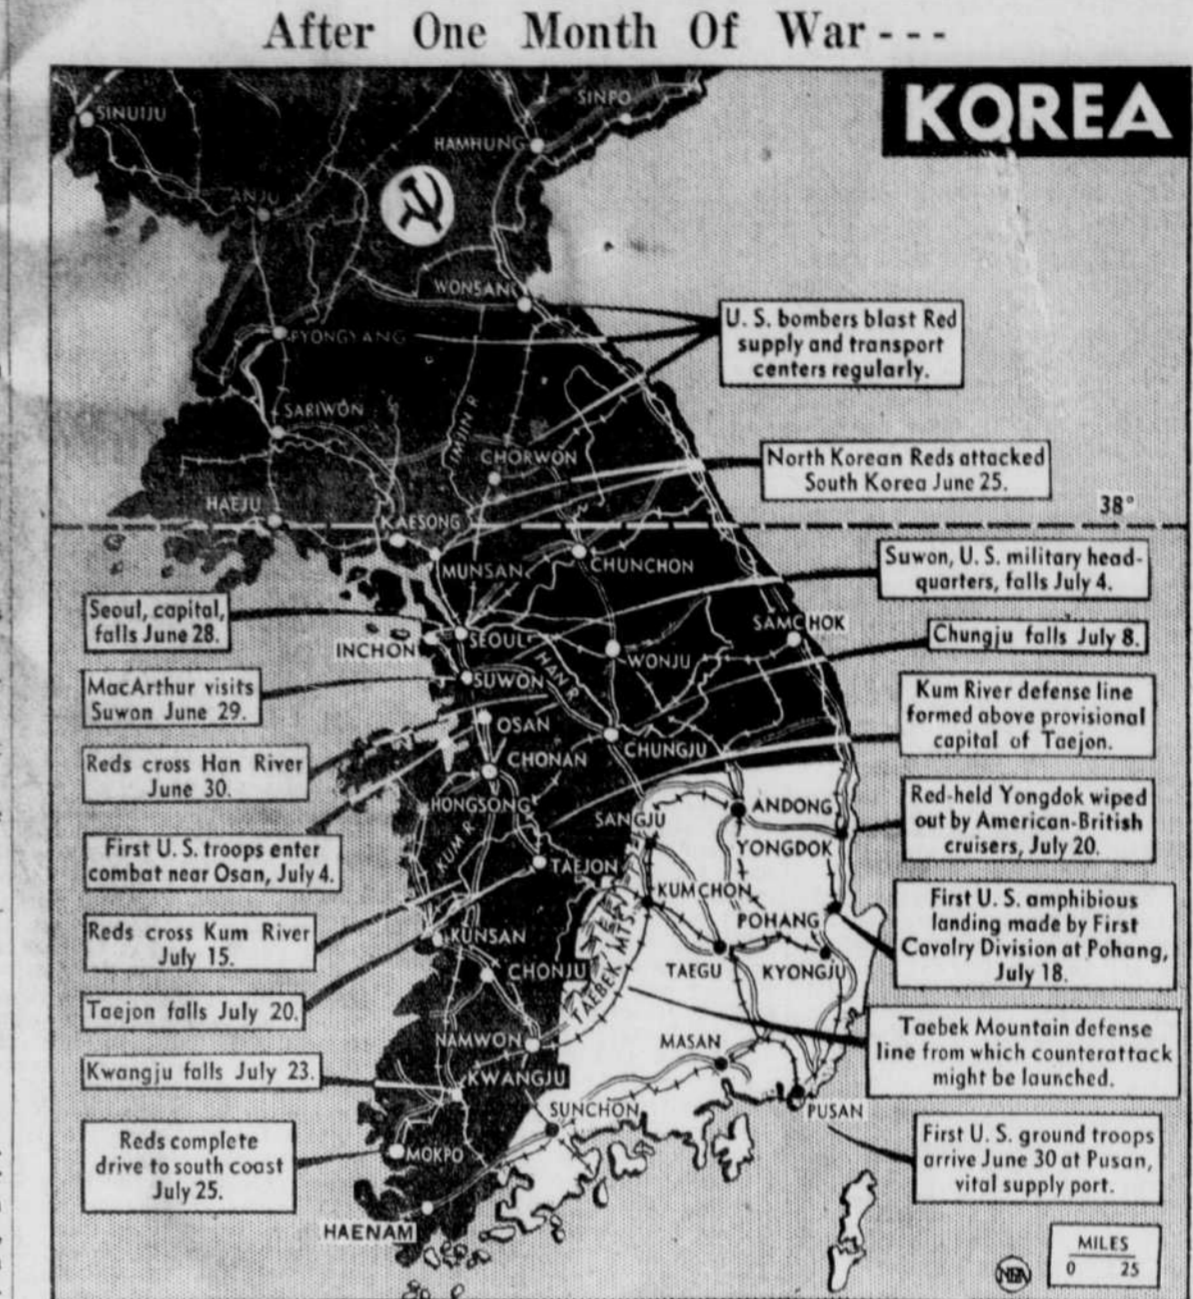 After One Month Of War---
KOREA
SINUIJU
SINPO
HAMHUNG
ANJU
WONSAN
PYONGYANG
U. S. bombers blast Red
supply and transport
centers regularly.
SARIWON
IMJIN R.
CHORWON
North Korean Reds attacked
South Korea June 25.
HAEJU
KAESONG
38°
MUNSAN
CHUNCHON
Suwon, U. S. military head-
quarters, falls July 4.
Seoul, capital,
falls June 28.
INCHON
SEOUL
HAN R.
WONJU
SAMCHOK
Chungju falls July 8.
MacArthur visits
Suwon June 29.
SUWON
OSAN
Kum River defense line
formed above provisional
capital of Taejon.
Reds cross Han River
June 30.
CHONAN
CHUNGJU
HONGSONG
SANGJU
ANDONG
YONGDOK
Red-held Yongdok wiped
out by American-British
cruisers, July 20.
First U. S. troops enter
combat near Osan, July 4.
KUM R.
TAEJON
KUMCHON
POHANG
First U. S. amphibious
landing made by First
Cavalry Division at Pohang,
July 18.
Reds cross Kum River
July 15.
KUNSAN
CHONJU
TAEBEK MTS.
TAEGU
KYONGJU
Taejon falls July 20.
NAMWON
MASAN
Taebek Mountain defense
line from which counterattack
might be launched.
Kwangju falls July 23.
KWANGJU
SUNCHON
PUSAN
Reds complete
drive to south coast
July 25.
MOKPO
First U. S. ground troops
arrive June 30 at Pusan,
vital supply port.
HAENAM
NEA
MILES
0 25